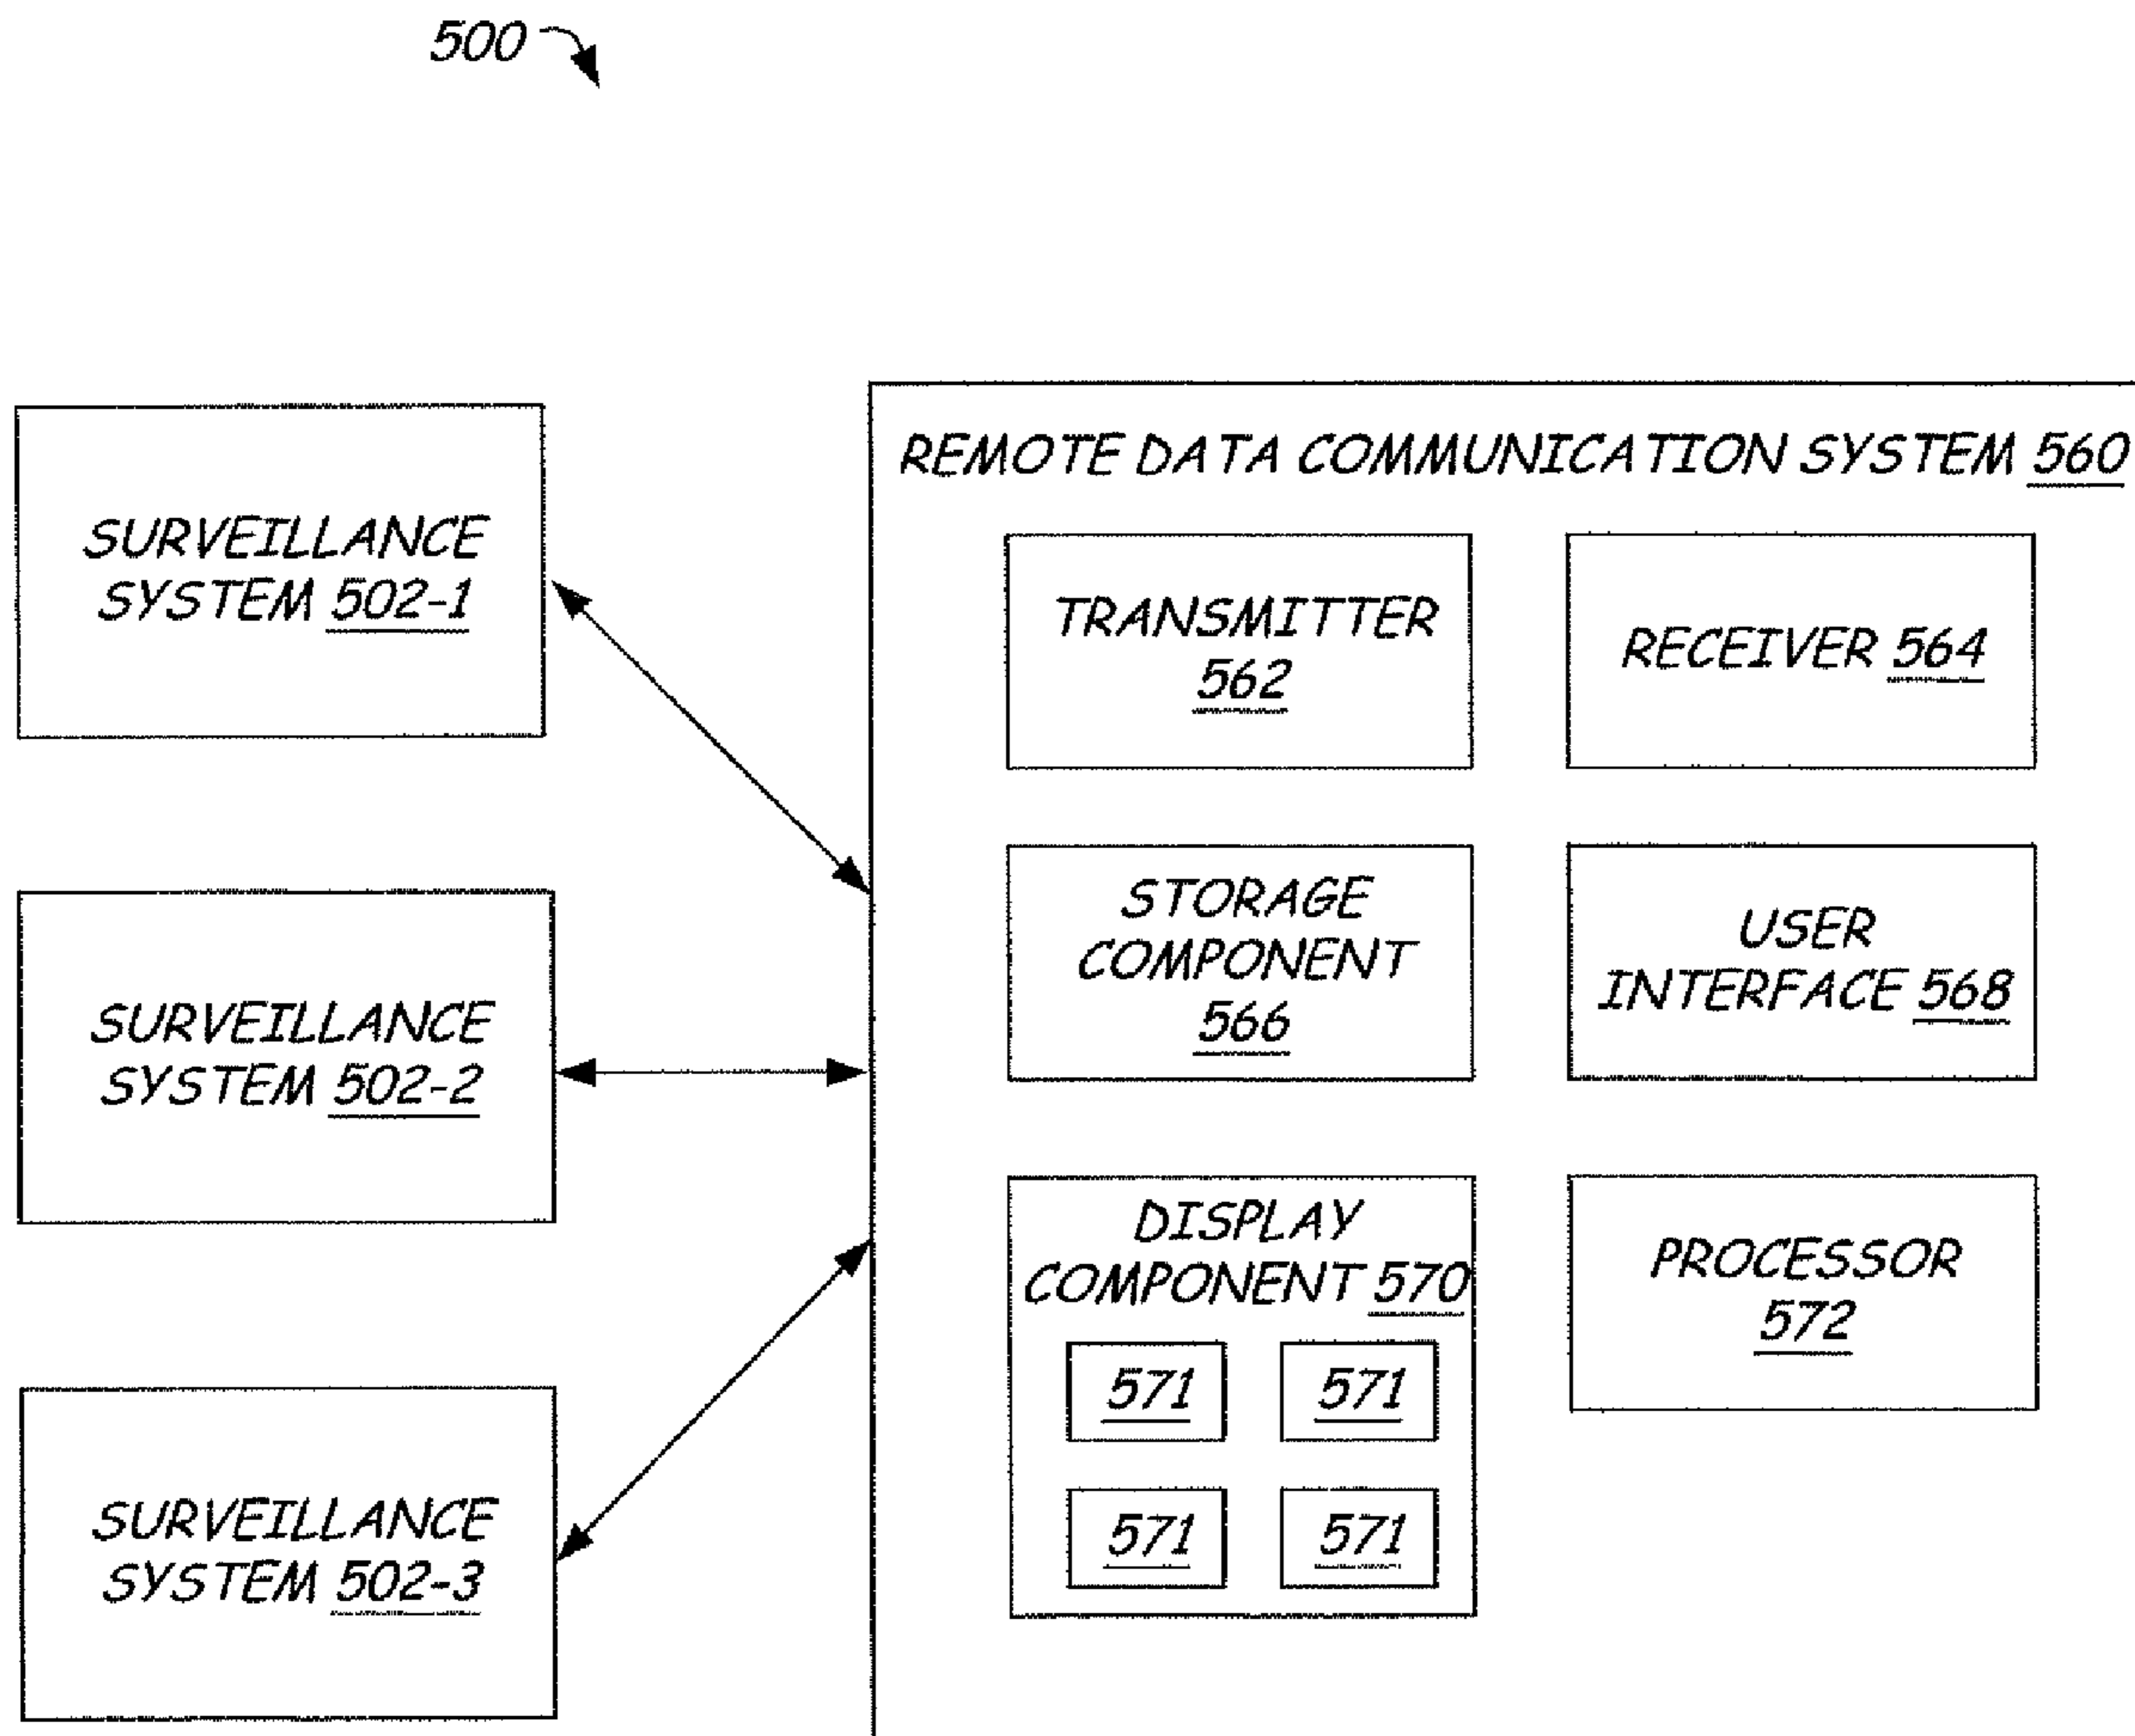 500
SURVEILLANCE
SYSTEM 502-1
SURVEILLANCE
SYSTEM 502-2
SURVEILLANCE
SYSTEM 502-3
REMOTE DATA COMMUNICATION SYSTEM 560
TRANSMITTER
562
RECEIVER 564
STORAGE
COMPONENT
566
USER
INTERFACE 568
DISPLAY
COMPONENT 570
571
571
571
571
PROCESSOR
572